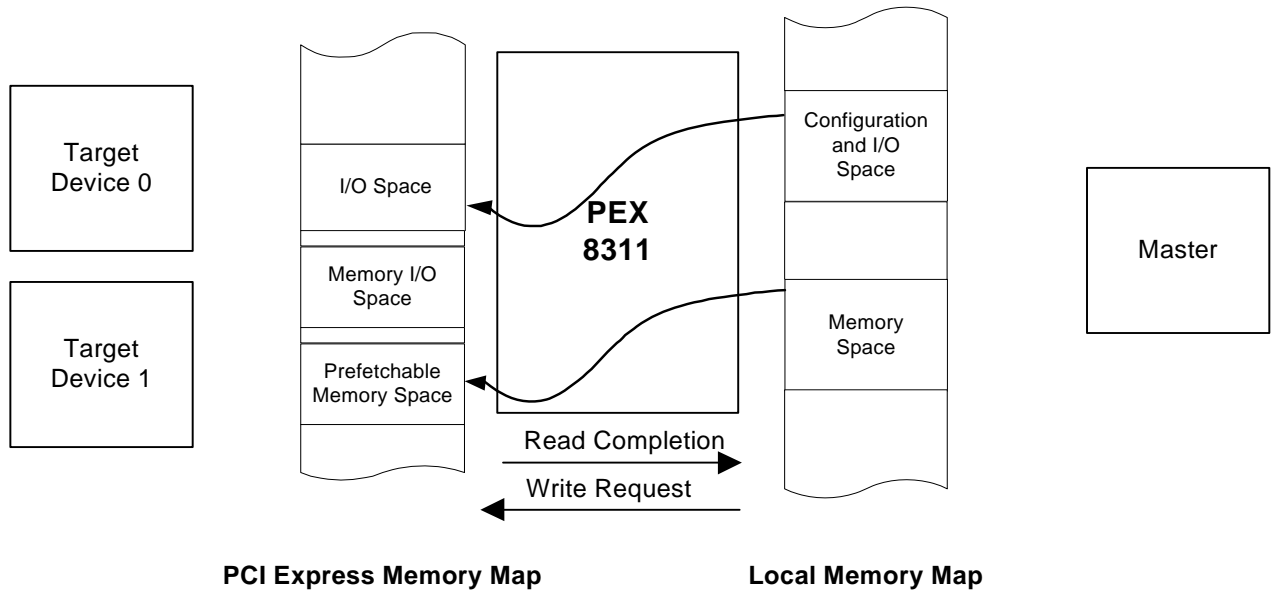 Target
Device 0
Target
Device 1
I/O Space
Memory I/O
Space
Prefetchable
Memory Space
PEX
8311
Configuration
and I/O
Space
Memory
Space
Master
Read Completion
Write Request
PCI Express Memory Map
Local Memory Map